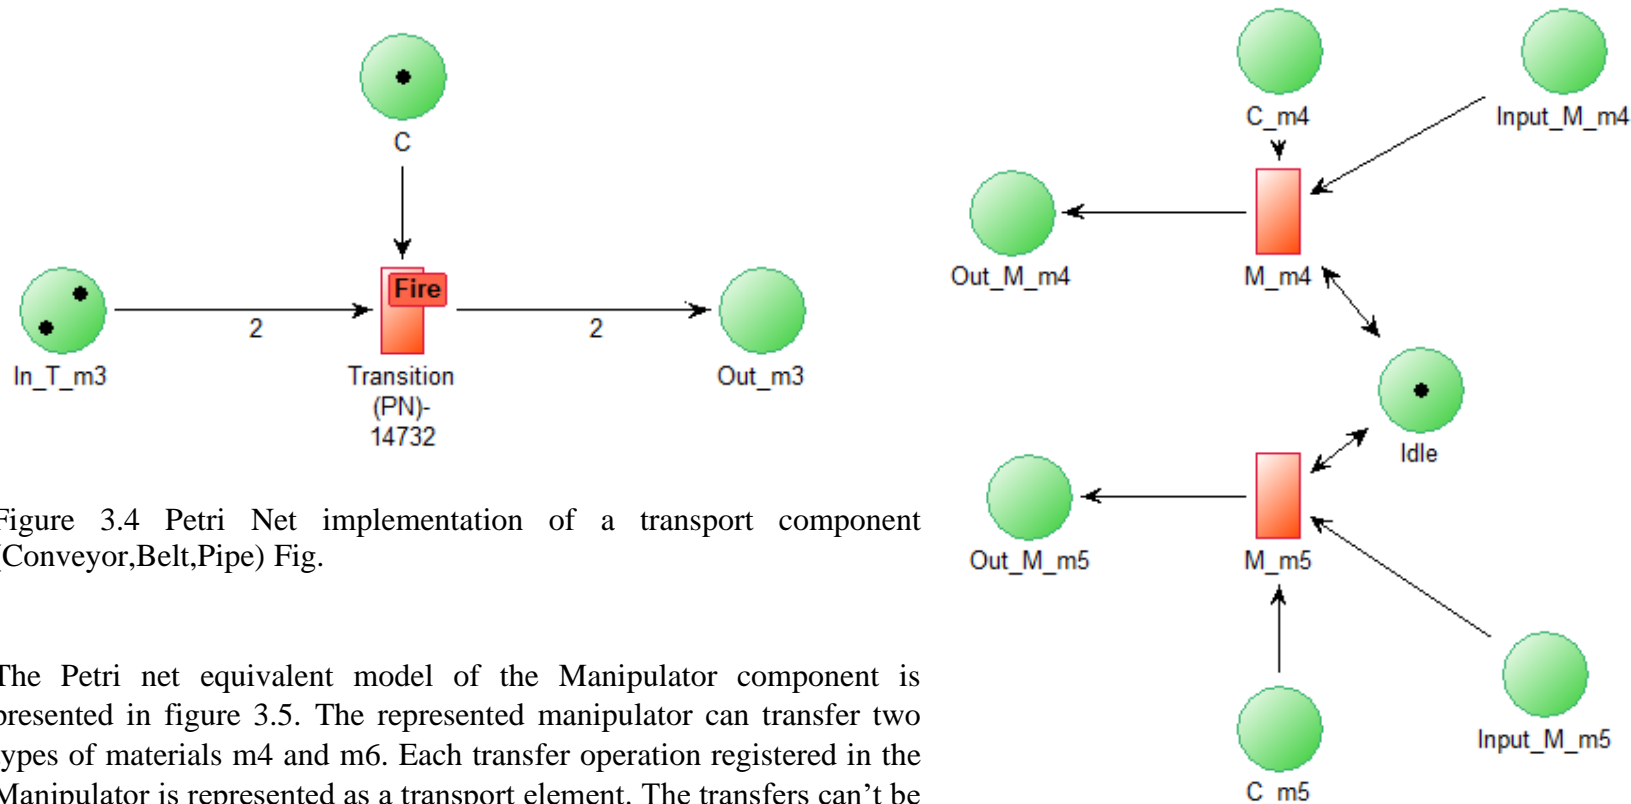 C
Fire
2
2
In_T_m3
Transition
(PN)-
14732
Out_m3
Figure 3.4 Petri Net implementation of a transport component
(Conveyor,Belt,Pipe) Fig.
The Petri net equivalent model of the Manipulator component is
presented in figure 3.5. The represented manipulator can transfer two
types of materials m4 and m6. Each transfer operation registered in the
Manipulator is represented as a transport element. The transfers can't be
C_m4
Input_M_m4
Out_M_m4
M_m4
Idle
Out_M_m5
M_m5
Input_M_m5
C_m5